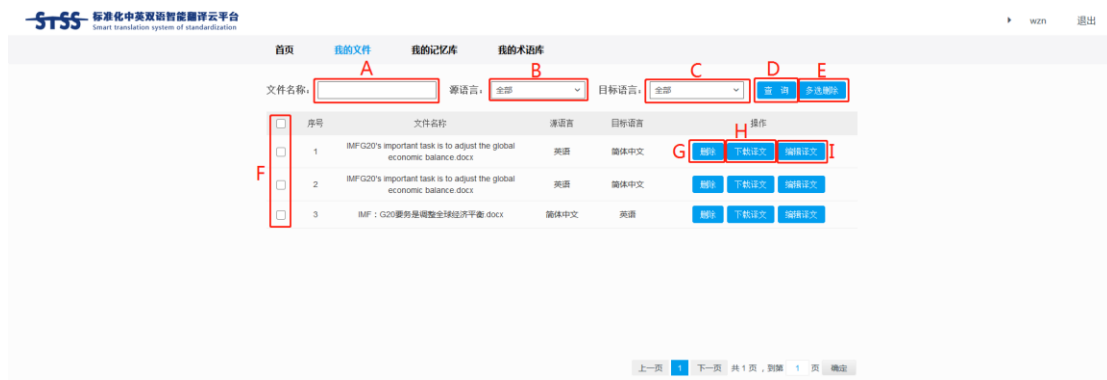 STSS 标准化中英双语智能翻译云平台
Smart translation system of standardization
wzn 退出
首页 我的文件 我的记忆库 我的术语库
A B C D E
文件名称: 源语言: 全部 目标语言: 全部 查 询 多选删除
序号 文件名称 源语言 目标语言 操作
H
1 IMFG20's important task is to adjust the global economic balance.docx 英语 简体中文 G 删除 下载译文 编辑译文 I
F
2 IMFG20's important task is to adjust the global economic balance.docx 英语 简体中文 删除 下载译文 编辑译文
3 IMF：G20要务是调整全球经济平衡.docx 简体中文 英语 删除 下载译文 编辑译文
上一页 1 下一页 共 1 页，到第 1 页 确定